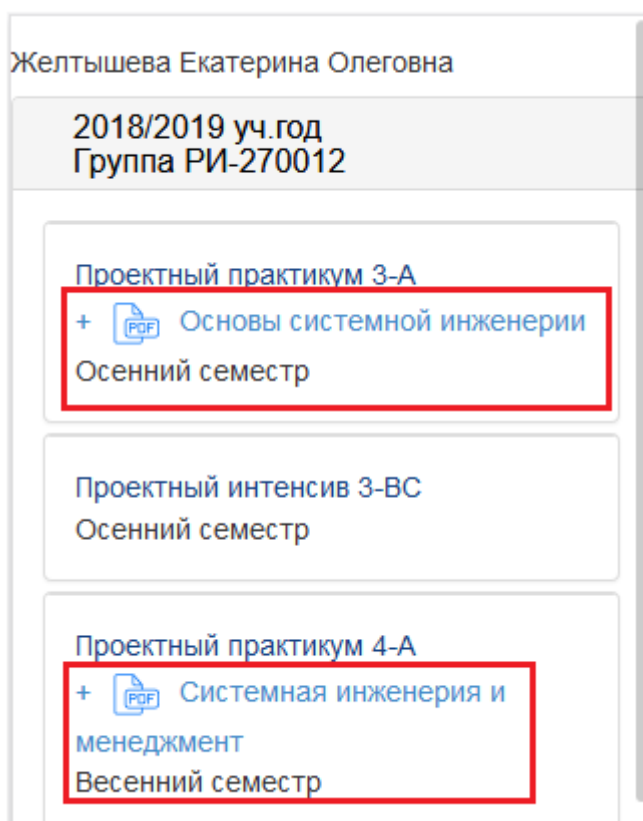 Желтышева Екатерина Олеговна
2018/2019 уч.год
Группа РИ-270012
Проектный практикум 3-А
+ PDF Основы системной инженерии
Осенний семестр
Проектный интенсив 3-ВС
Осенний семестр
Проектный практикум 4-А
+ PDF Системная инженерия и
менеджмент
Весенний семестр